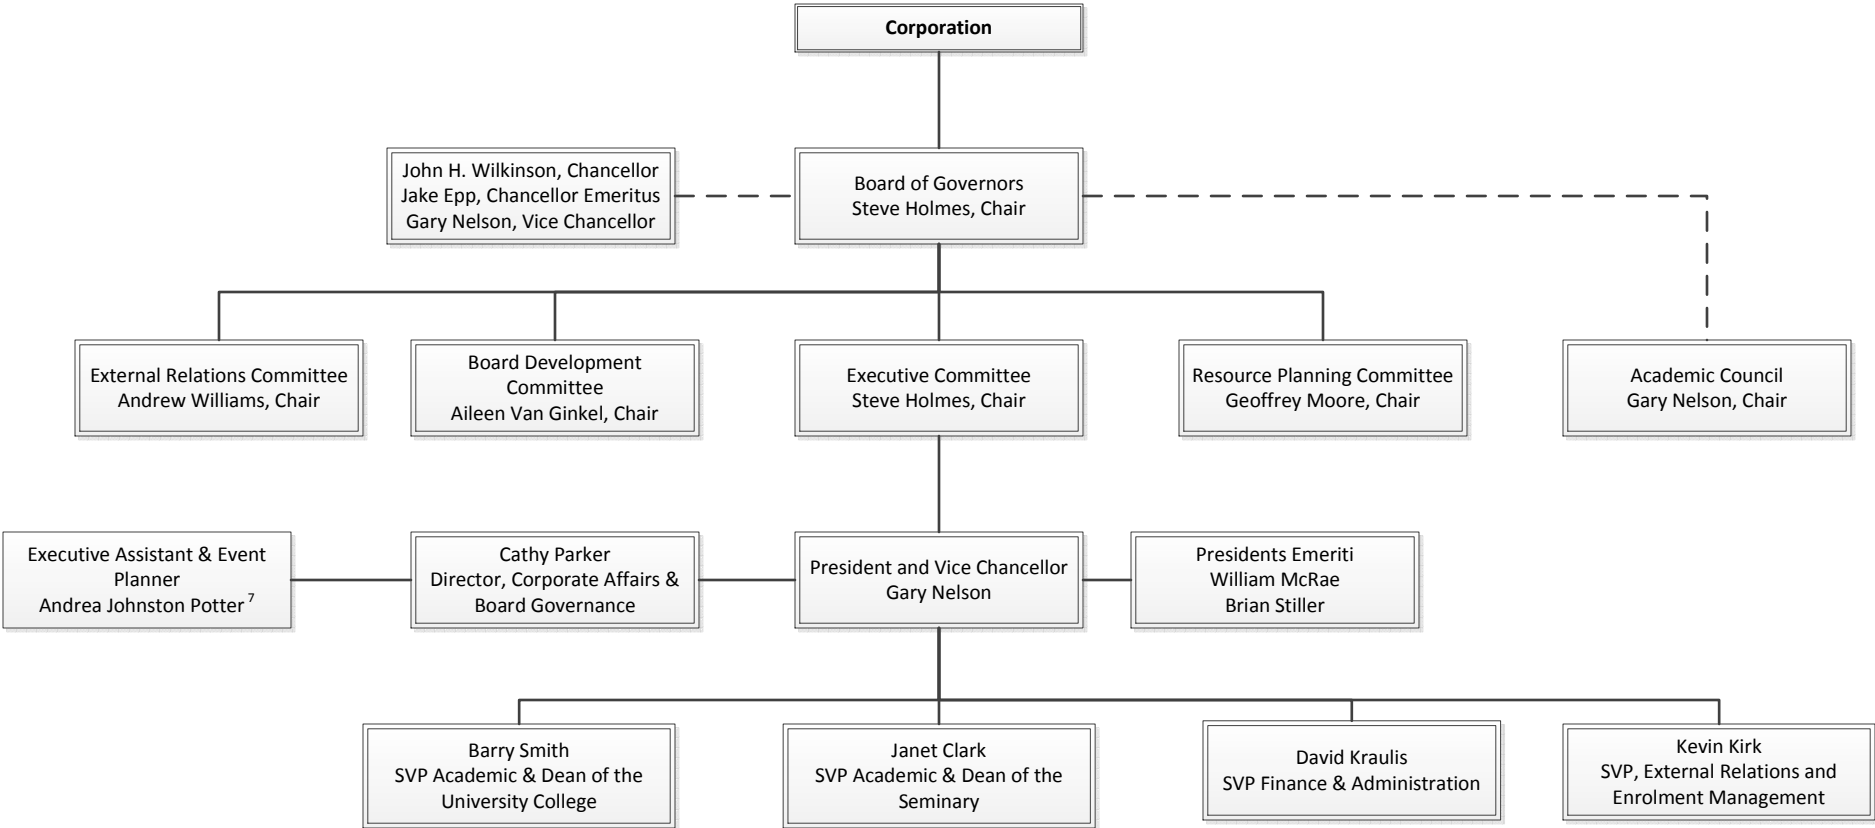 Corporation
John H. Wilkinson, Chancellor
Jake Epp, Chancellor Emeritus
Gary Nelson, Vice Chancellor
Board of Governors
Steve Holmes, Chair
External Relations Committee
Andrew Williams, Chair
Board Development
Committee
Aileen Van Ginkel, Chair
Executive Committee
Steve Holmes, Chair
Resource Planning Committee
Geoffrey Moore, Chair
Academic Council
Gary Nelson, Chair
Executive Assistant & Event
Planner
Andrea Johnston Potter 7
Cathy Parker
Director, Corporate Affairs &
Board Governance
President and Vice Chancellor
Gary Nelson
Presidents Emeriti
William McRae
Brian Stiller
Barry Smith
SVP Academic & Dean of the
University College
Janet Clark
SVP Academic & Dean of the
Seminary
David Kraulis
SVP Finance & Administration
Kevin Kirk
SVP, External Relations and
Enrolment Management